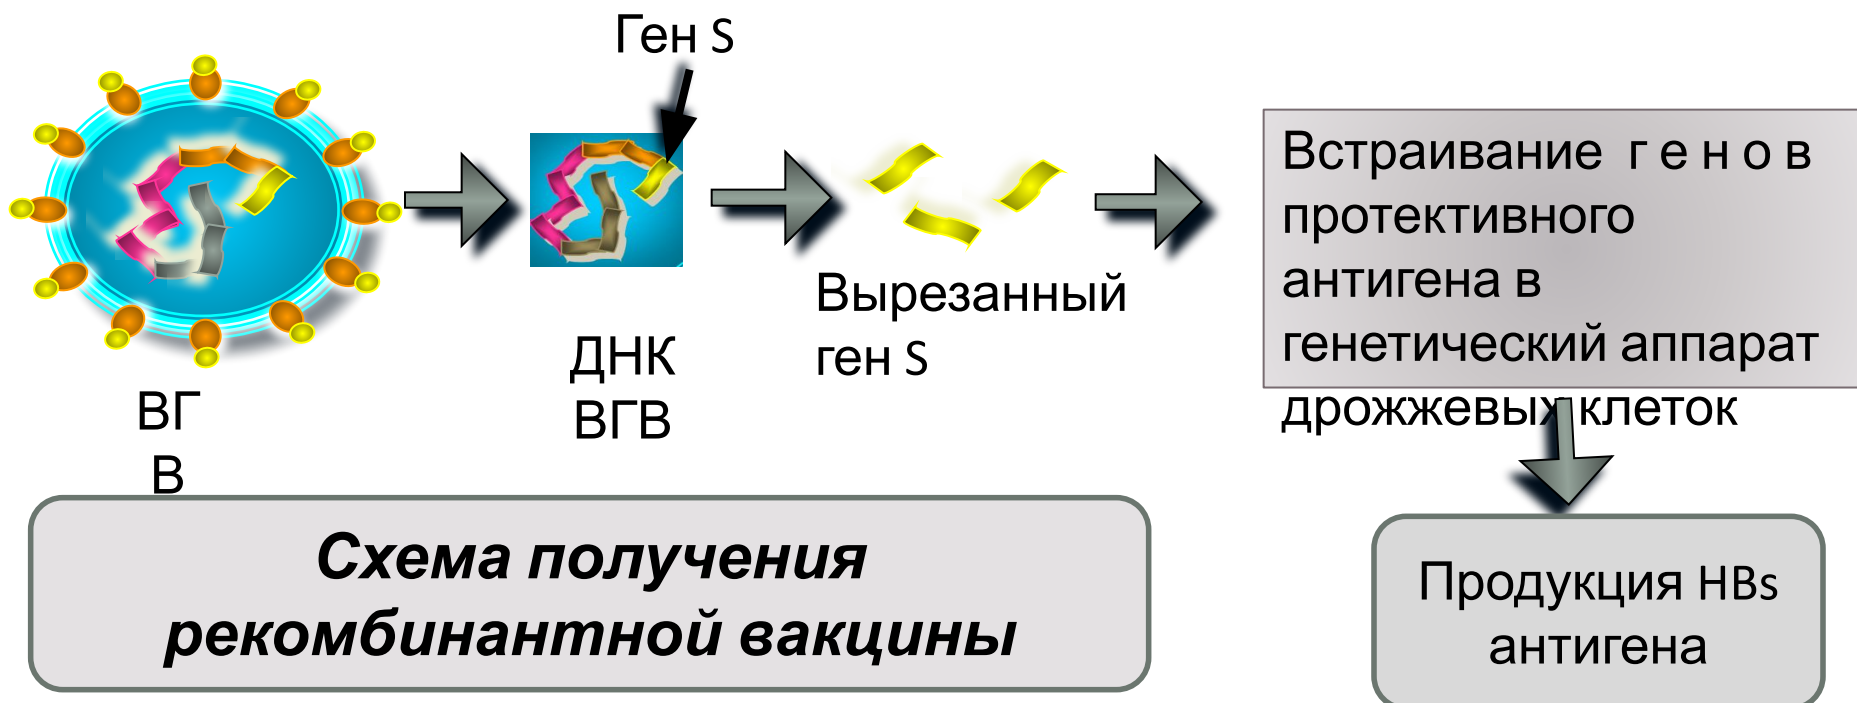 Ген S
ВГ
В
ДНК
ВГВ
Вырезанный
ген S
Встраивание г е н о в
протективного
антигена в
генетический аппарат
дрожжевых клеток
Схема получения
рекомбинантной вакцины
Продукция HBs
антигена